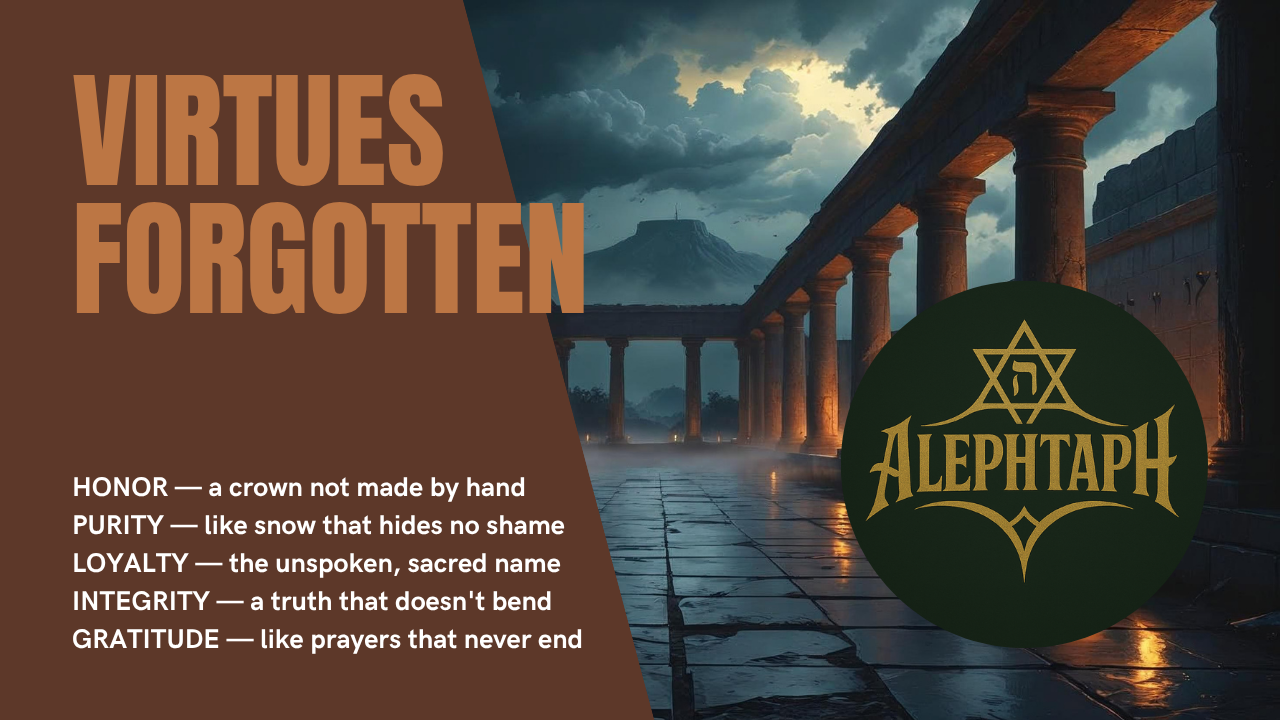 VIRTUES
FORGOTTEN
HONOR — a crown not made by hand
PURITY — like snow that hides no shame
LOYALTY — the unspoken, sacred name
INTEGRITY — a truth that doesn't bend
GRATITUDE — like prayers that never end
ה
ALEPHTAPH